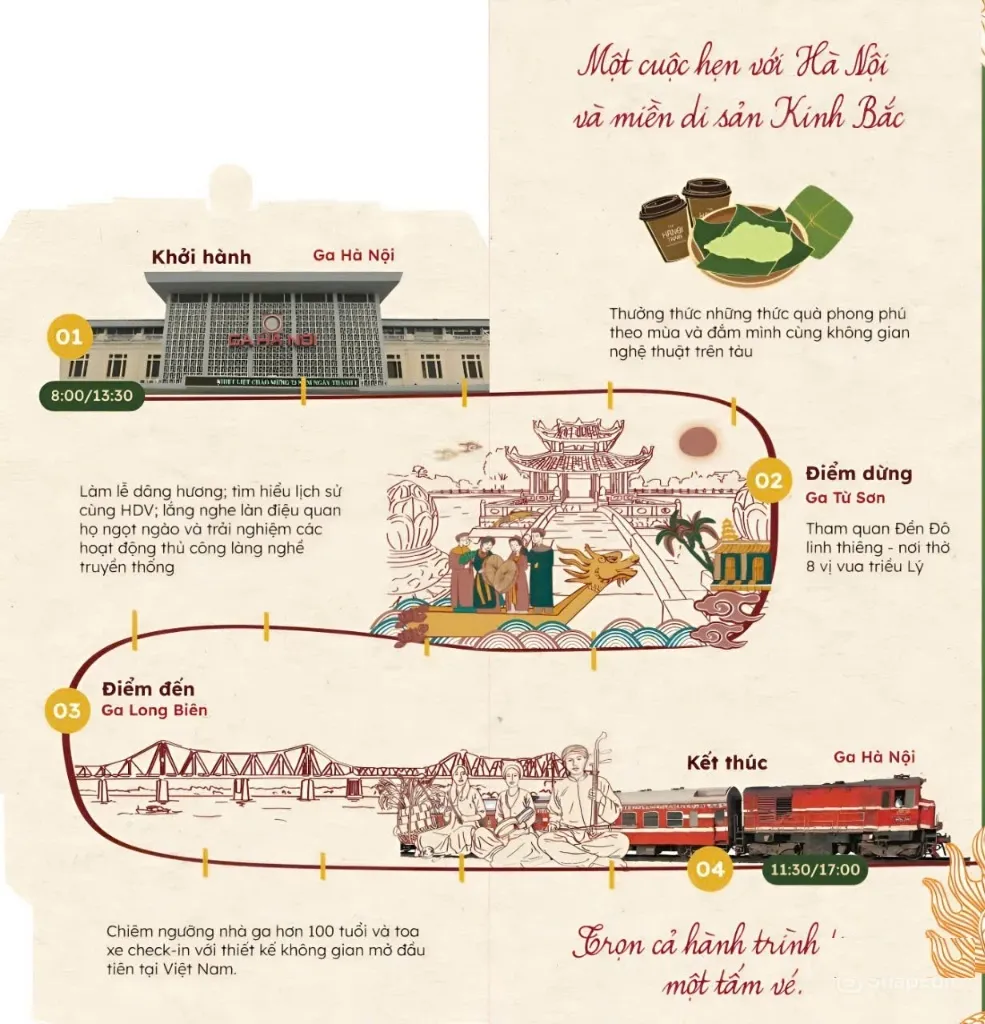 Một cuộc hẹn với Hà Nội
và miền di sản Kinh Bắc
HANOI
TRAIN
Thưởng thức những thức quà phong phú
theo mùa và đắm mình cùng không gian
nghệ thuật trên tàu
Khởi hành
Ga Hà Nội
GA HÀ NỘI
01
8:00/13:30
02
Điểm dừng
Ga Từ Sơn
Tham quan Đền Đô
linh thiêng - nơi thờ
8 vị vua triều Lý
Làm lễ dâng hương; tìm hiểu lịch sử
cùng HDV; lắng nghe làn điệu quan
họ ngọt ngào và trải nghiệm các
hoạt động thủ công làng nghề
truyền thống
03
Điểm đến
Ga Long Biên
Kết thúc
Ga Hà Nội
04
11:30/17:00
Chiêm ngưỡng nhà ga hơn 100 tuổi và toa
xe check-in với thiết kế không gian mở đầu
tiên tại Việt Nam.
Trọn cả hành trình
một tấm vé.